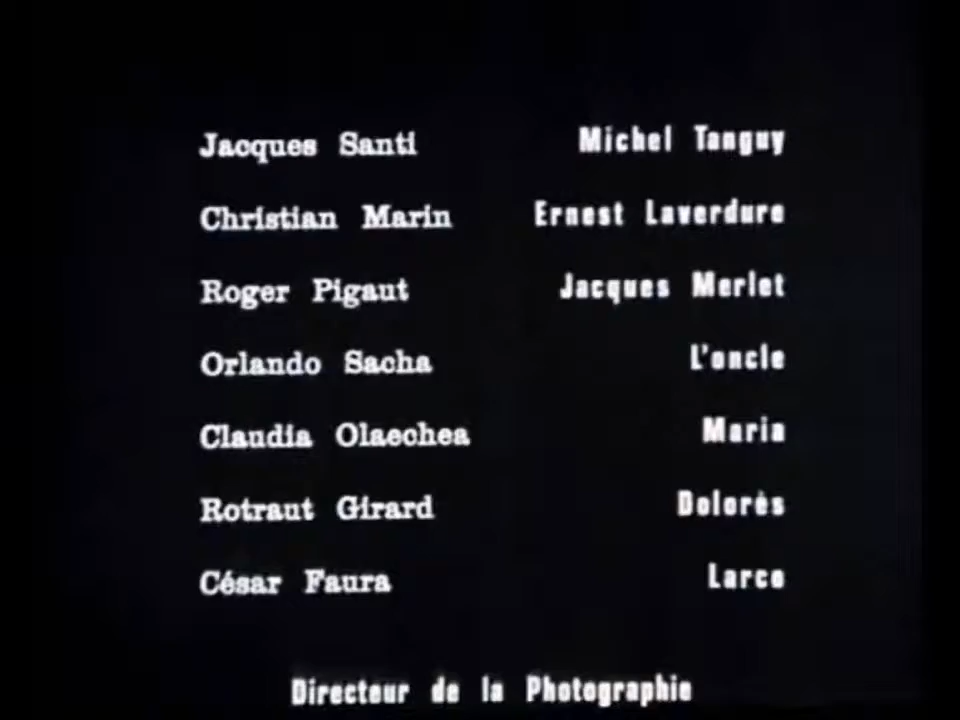 Jacques Santi Michel Tanguy
Christian Marin Ernest Laverdure
Roger Pigaut Jacques Merlet
Orlando Sacha L'oncle
Claudia Olaechea Maria
Rotraut Girard Dolorès
César Faura Larco
Directeur de la Photographie